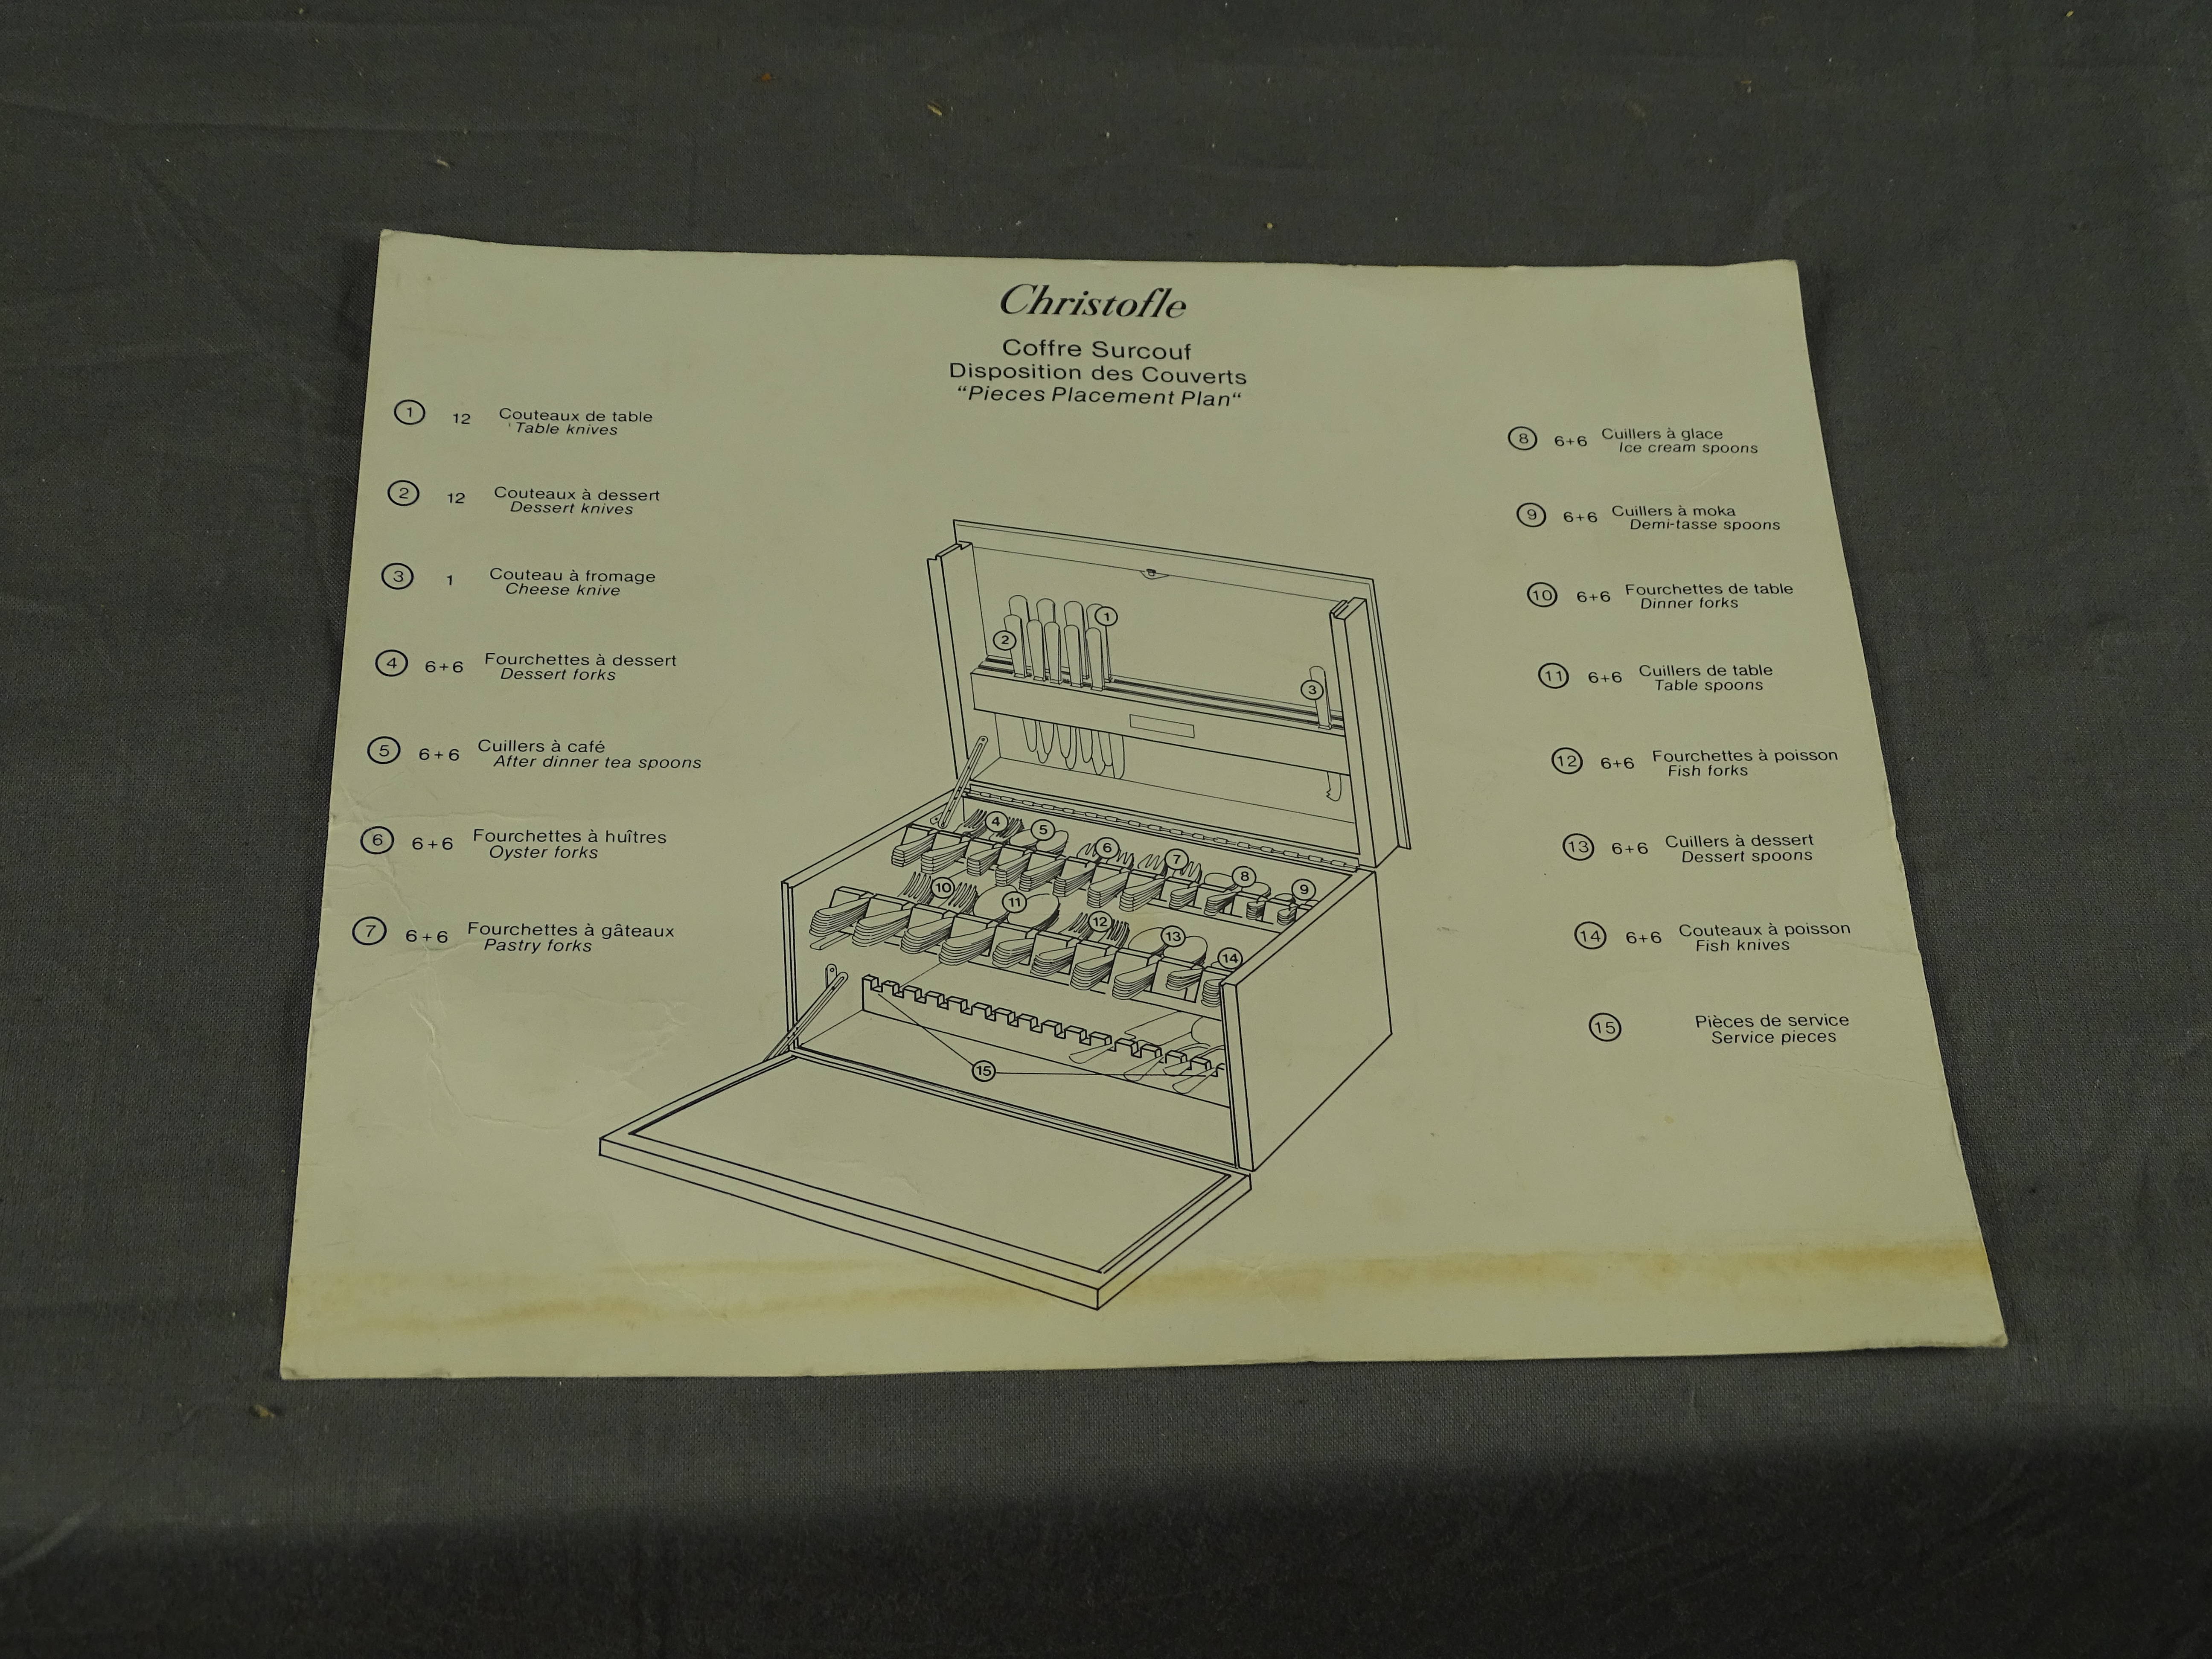 Christofle
Coffre Surcouf
Disposition des Couverts
“Pieces Placement Plan“
1 12 Couteaux de table
Table knives
2 12 Couteaux à dessert
Dessert knives
3 1 Couteau à fromage
Cheese knive
4 6+6 Fourchettes à dessert
Dessert forks
5 6+6 Cuillers à café
After dinner tea spoons
6 6+6 Fourchettes à huîtres
Oyster forks
7 6+6 Fourchettes à gâteaux
Pastry forks
8 6+6 Cuillers à glace
Ice cream spoons
9 6+6 Cuillers à moka
Demi-tasse spoons
10 6+6 Fourchettes de table
Dinner forks
11 6+6 Cuillers de table
Table spoons
12 6+6 Fourchettes à poisson
Fish forks
13 6+6 Cuillers à dessert
Dessert spoons
14 6+6 Couteaux à poisson
Fish knives
15 Pièces de service
Service pieces
1
2
3
4
5
6
7
8
9
10
11
12
13
14
15